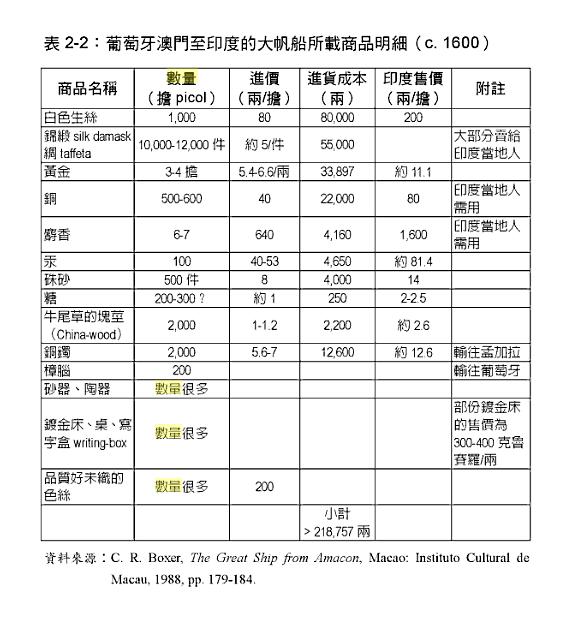 表 2-2：葡萄牙澳門至印度的大帆船所載商品明細（c. 1600）
商品名稱 數量（擔 picol） 進價（兩/擔） 進貨成本（兩） 印度售價（兩/擔） 附註
白色生絲 1,000 80 80,000 200
錦緞 silk damask 綢 taffeta 10,000-12,000 件 約 5/件 55,000 大部分賣給印度當地人
黃金 3-4 擔 5.4-6.6/兩 33,897 約 11.1
銅 500-600 40 22,000 80 印度當地人需用
麝香 6-7 640 4,160 1,600 印度當地人需用
汞 100 40-53 4,650 約 81.4
硃砂 500 件 8 4,000 14
糖 200-300？ 約 1 250 2-2.5
牛尾草的塊莖（China-wood） 2,000 1-1.2 2,200 約 2.6
銅鐲 2,000 5.6-7 12,600 約 12.6 輸往孟加拉
樟腦 200 輸往葡萄牙
砂器、陶器 數量很多
鍍金床、桌、寫字盒 writing-box 數量很多 部份鍍金床的售價為 300-400 克魯賽羅/兩
品質好未織的色絲 數量很多 200
小計 > 218,757 兩
資料來源：C. R. Boxer, The Great Ship from Amacon, Macao: Instituto Cultural de
Macau, 1988, pp. 179-184.